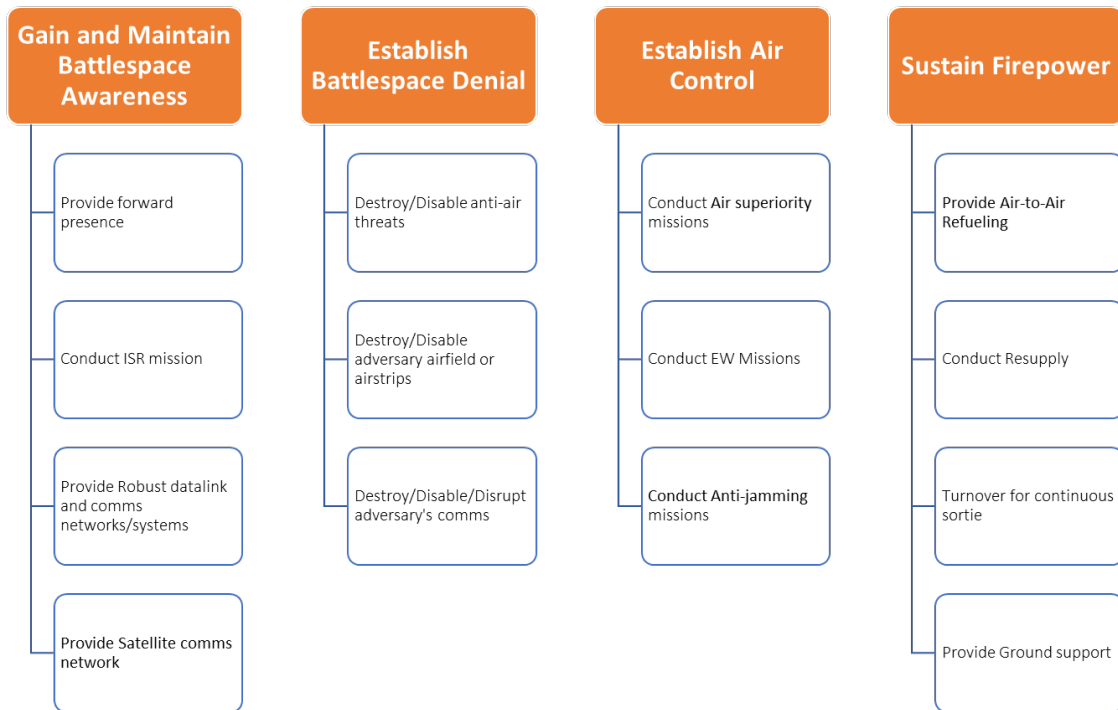 Gain and Maintain
Battlespace
Awareness
Provide forward
presence
Conduct ISR mission
Provide Robust datalink
and comms
networks/systems
Provide Satellite comms
network
Establish
Battlespace Denial
Destroy/Disable anti-air
threats
Destroy/Disable
adversary airfield or
airstrips
Destroy/Disable/Disrupt
adversary's comms
Establish Air
Control
Conduct Air superiority
missions
Conduct EW Missions
Conduct Anti-jamming
missions
Sustain Firepower
Provide Air-to-Air
Refueling
Conduct Resupply
Turnover for continuous
sortie
Provide Ground support